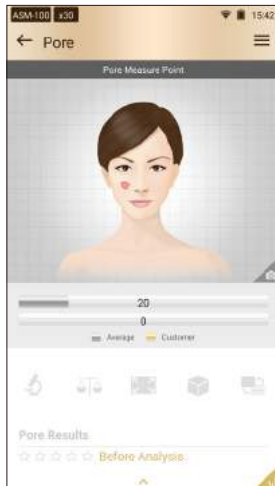 ASM-100 x30 15:42
Pore
Pore Measure Point
20
0
Average Customer
Pore Results
Before Analysis